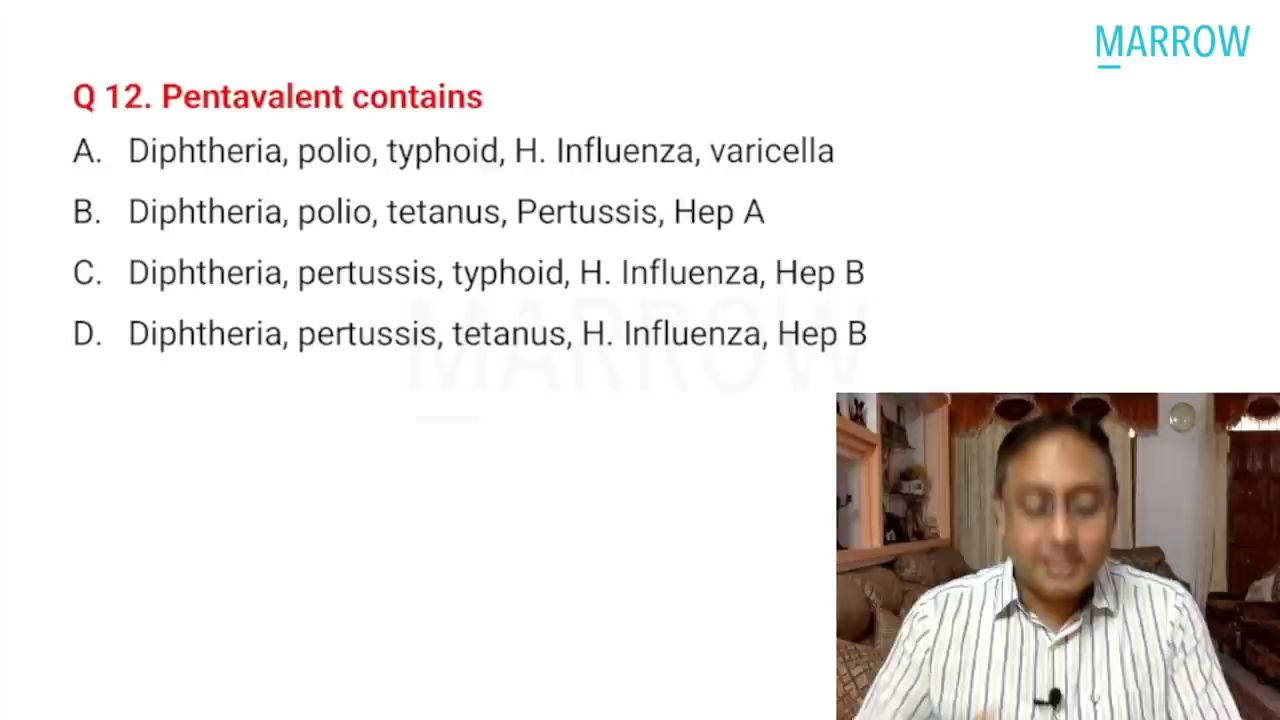 MARROW
Q 12. Pentavalent contains
A. Diphtheria, polio, typhoid, H. Influenza, varicella
B. Diphtheria, polio, tetanus, Pertussis, Hep A
C. Diphtheria, pertussis, typhoid, H. Influenza, Hep B
D. Diphtheria, pertussis, tetanus, H. Influenza, Hep B
MARROW